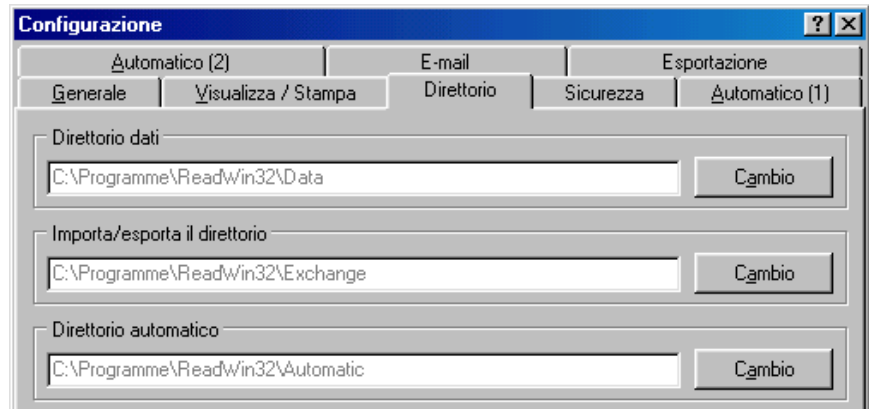 Configurazione
Automatico (2) E-mail Esportazione
Generale Visualizza / Stampa Direttorio Sicurezza Automatico (1)
Direttorio dati
C:\Programme\ReadWin32\Data Cambio
Importa/esporta il direttorio
C:\Programme\ReadWin32\Exchange Cambio
Direttorio automatico
C:\Programme\ReadWin32\Automatic Cambio